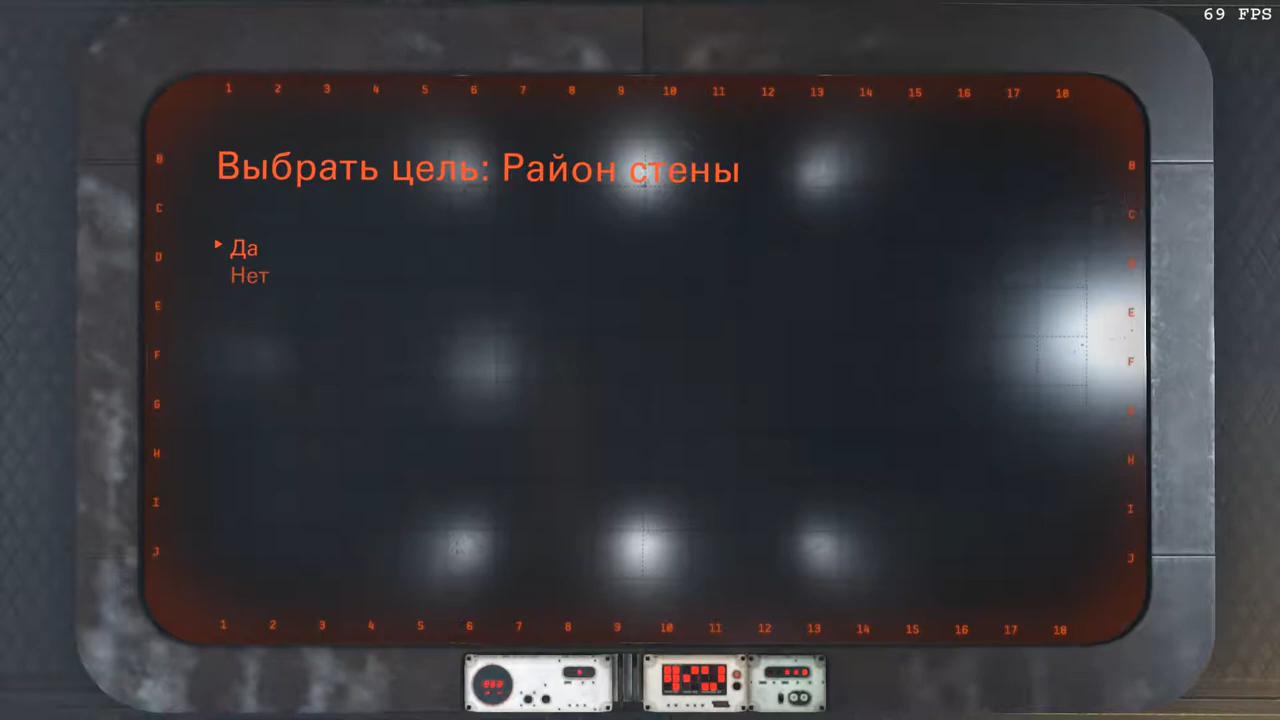 69 FPS
1 2 3 4 5 6 7 8 9 10 11 12 13 14 15 16 17 18
Выбрать цель: Район стены
Да
Нет
B
C
D
E
F
G
H
I
J
B
C
E
F
H
I
J
1 2 3 4 5 6 7 8 9 10 11 12 13 14 15 16 17 18